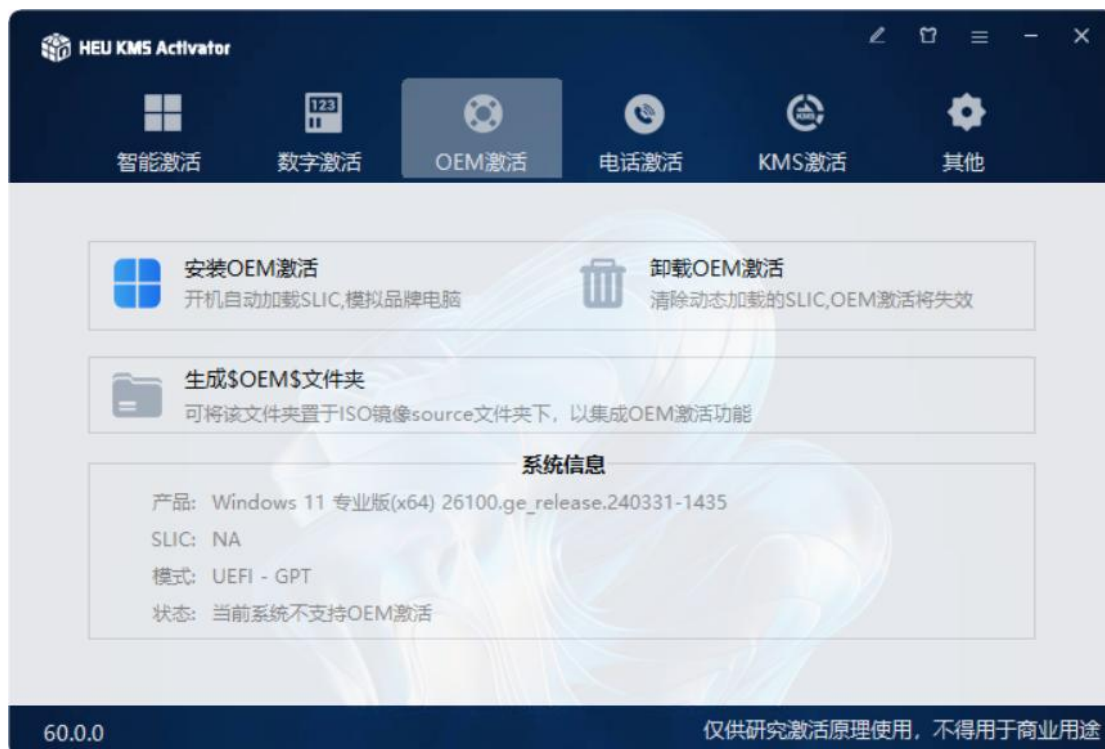 HEU KMS Activator
智能激活
123
数字激活
OEM激活
电话激活
KMS
KMS激活
其他
安装OEM激活
开机自动加载SLIC,模拟品牌电脑
卸载OEM激活
清除动态加载的SLIC,OEM激活将失效
生成$OEM$文件夹
可将该文件夹置于ISO镜像source文件夹下，以集成OEM激活功能
系统信息
产品: Windows 11 专业版(x64) 26100.ge_release.240331-1435
SLIC: NA
模式: UEFI - GPT
状态: 当前系统不支持OEM激活
60.0.0
仅供研究激活原理使用，不得用于商业用途